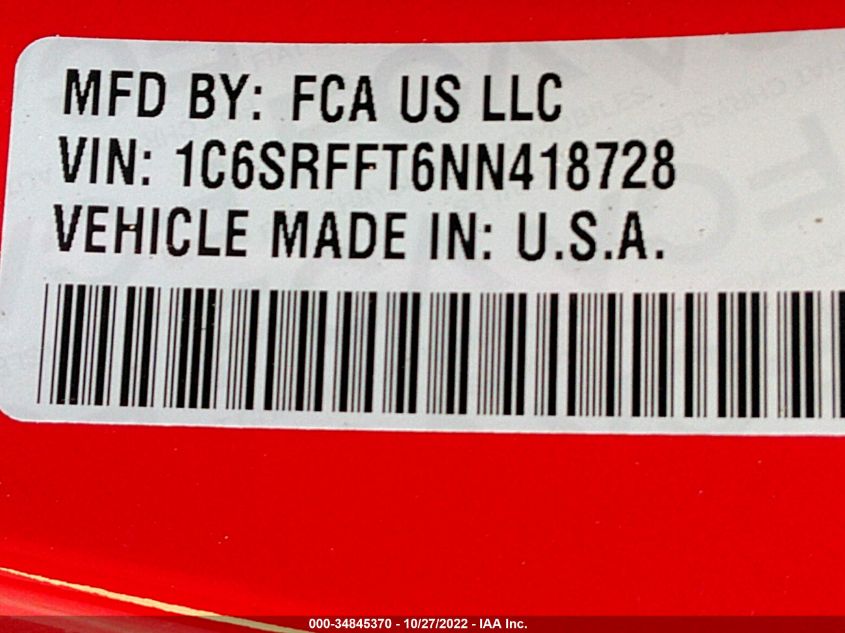 MFD BY: FCA US LLC
VIN: 1C6SRFFT6NN418728
VEHICLE MADE IN: U.S.A.
000-34845370 - 10/27/2022 - IAA Inc.